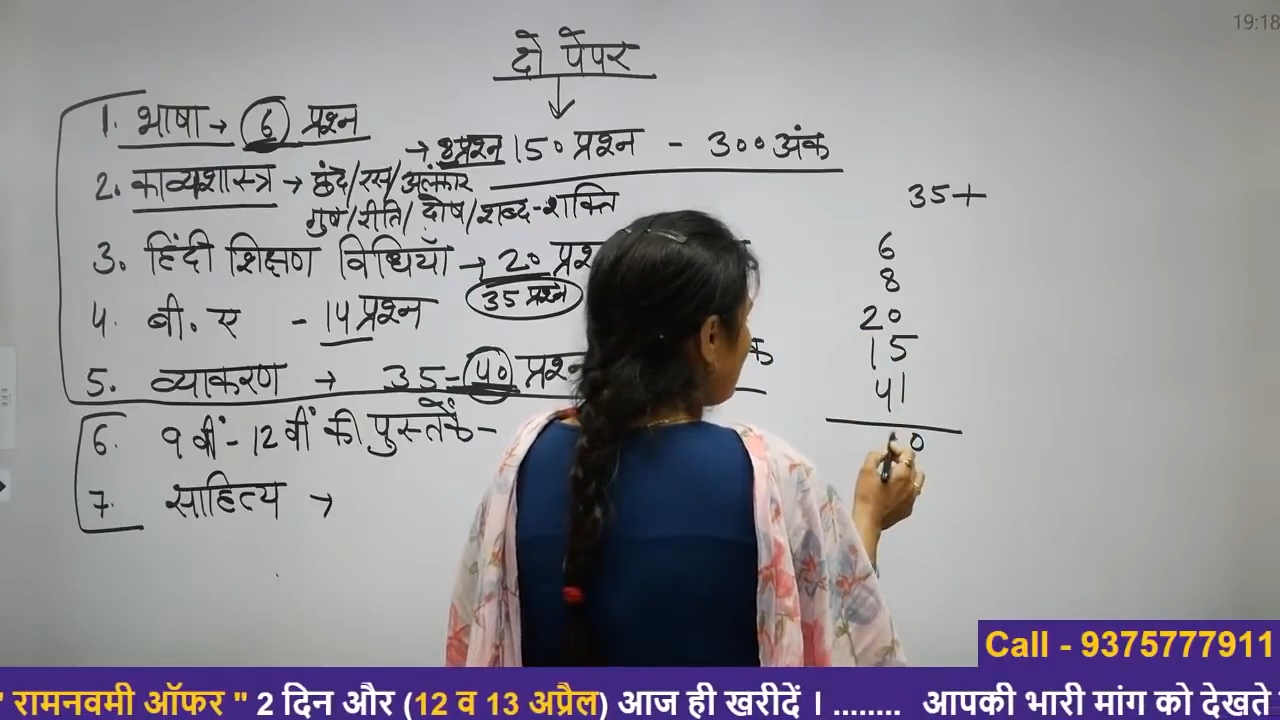 19:18
दो पेपर
1. भाषा → 6 प्रश्न
→ 8प्रश्न 150 प्रश्न - 300 अंक
2. काव्यशास्त्र → छंद/रस/अलंकार
गुण/रीति/दोष/शब्द-शक्ति
3. हिंदी शिक्षण विधियाँ → 20
35 प्रश्न
4. बी. ए - 14 प्रश्न
5. व्याकरण → 35-40
6. 9वीं-12वीं की पुस्तकें-
7. साहित्य →
35+
6
8
20
15
41
0
Call - 9375777911
" रामनवमी ऑफर " 2 दिन और (12 व 13 अप्रैल) आज ही खरीदें । ........ आपकी भारी मांग को देखते